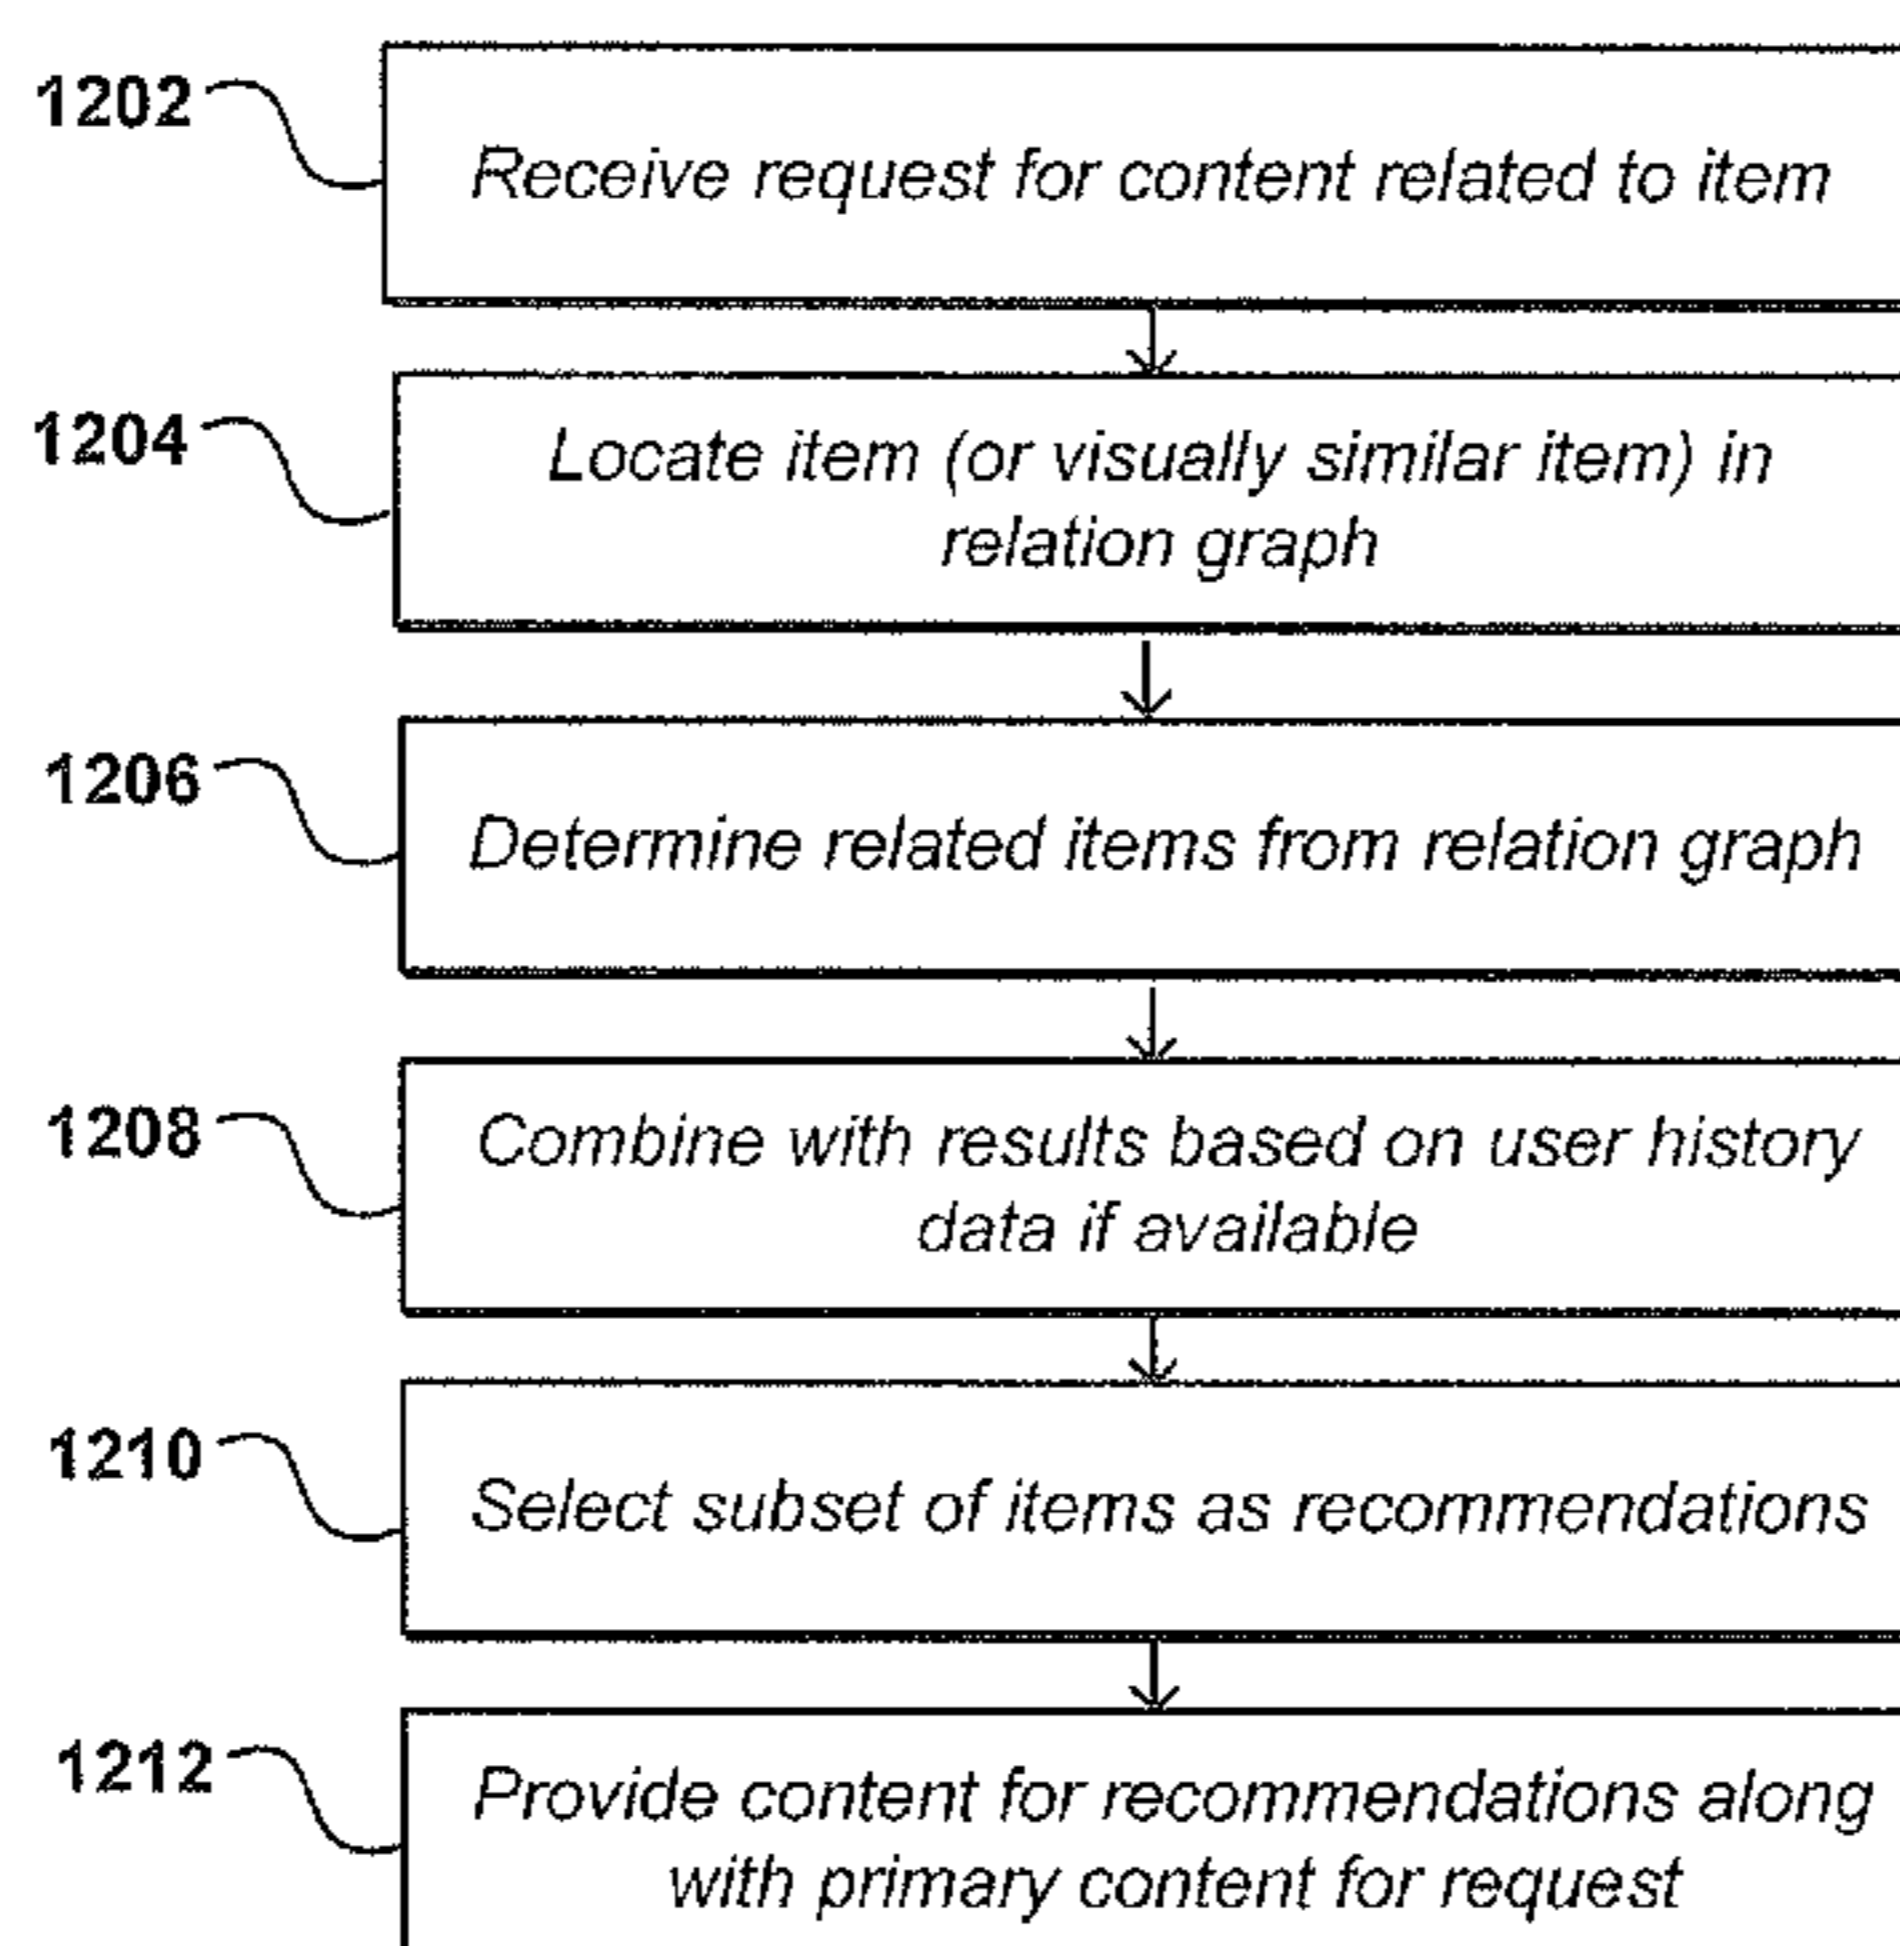 1202
Receive request for content related to item
1204
Locate item (or visually similar item) in
relation graph
1206
Determine related items from relation graph
1208
Combine with results based on user history
data if available
1210
Select subset of items as recommendations
1212
Provide content for recommendations along
with primary content for request